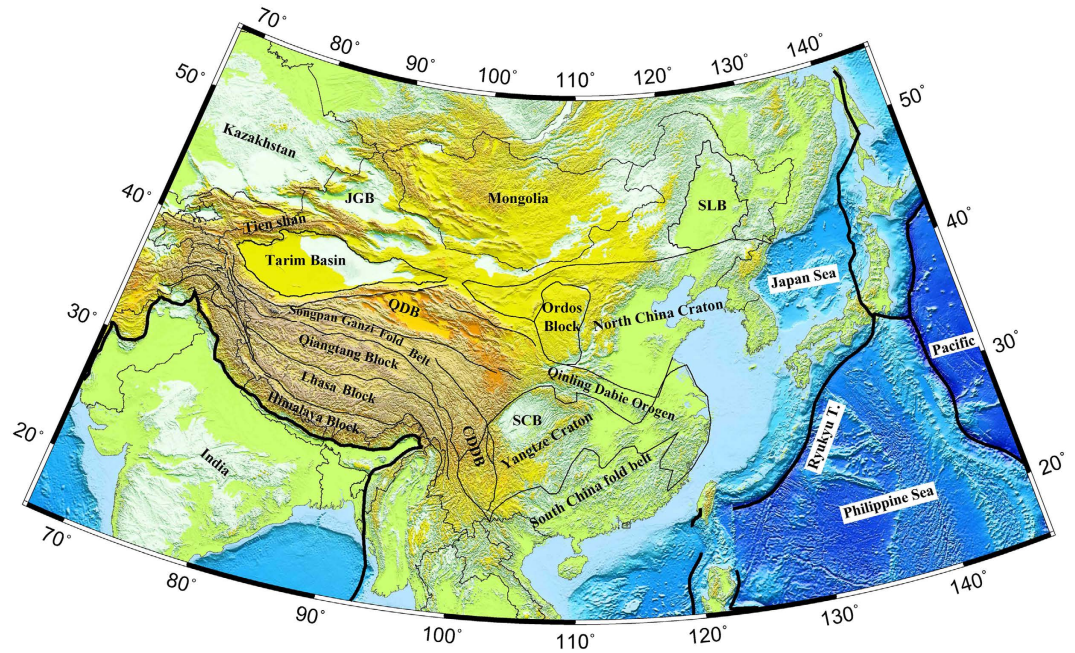 70°
80°
90°
100°
110°
120°
130°
140°
50°
50°
Kazakhstan
40°
JGB
Mongolia
SLB
40°
Tien shan
Tarim Basin
Japan Sea
30°
QDB
Ordos
Block
North China Craton
Songpan Ganzi Fold Belt
Qiangtang Block
30°
Pacific
Lhasa Block
Qinling Dabie Orogen
Himalaya Block
SCB
20°
India
CDDB
Yangtze Craton
Ryukyu T.
20°
South China fold belt
Philippine Sea
70°
80°
90°
100°
110°
120°
130°
140°